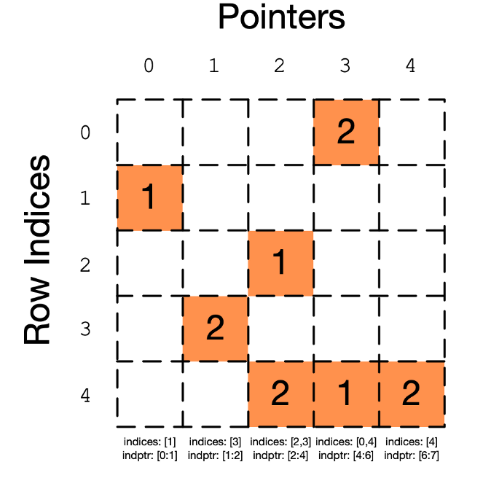 Pointers
0 1 2 3 4
Row Indices
0 2
1 1
2 1
3 2
4 2 1 2
indices: [1] indices: [3] indices: [2,3] indices: [0,4] indices: [4]
indptr: [0:1] indptr: [1:2] indptr: [2:4] indptr: [4:6] indptr: [6:7]